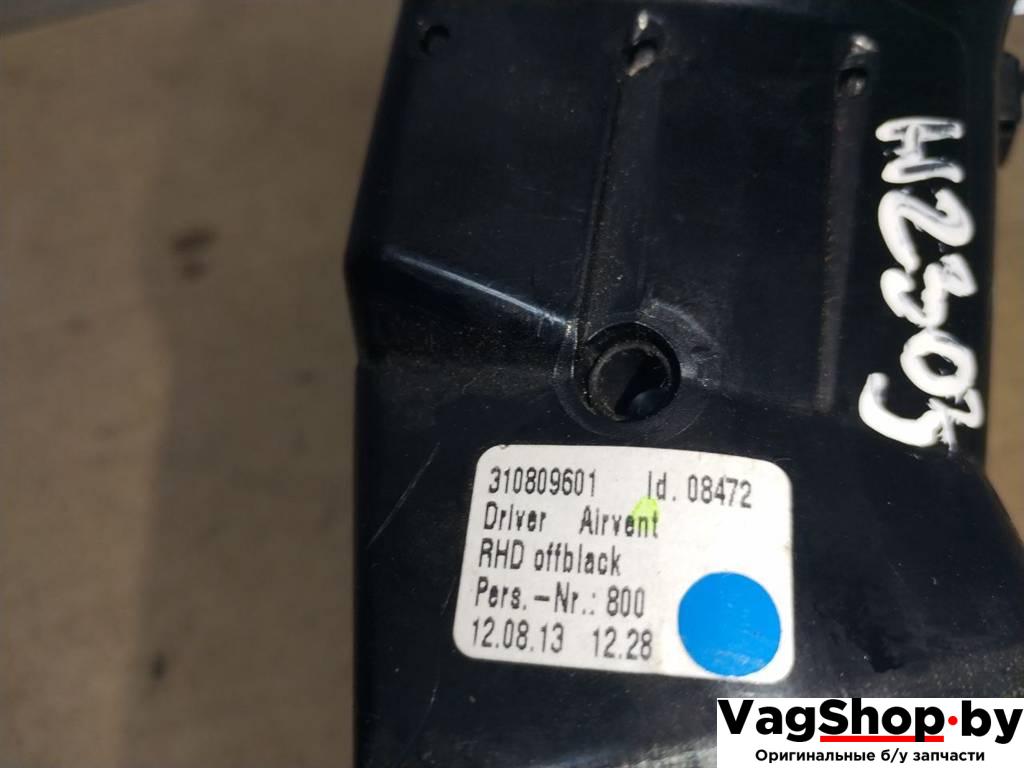 H2303
310809601 Id. 08472
Driver Airvent
RHD offblack
Pers.-Nr.: 800
12.08.13 12.28
VagShop.by
Оригинальные б/у запчасти